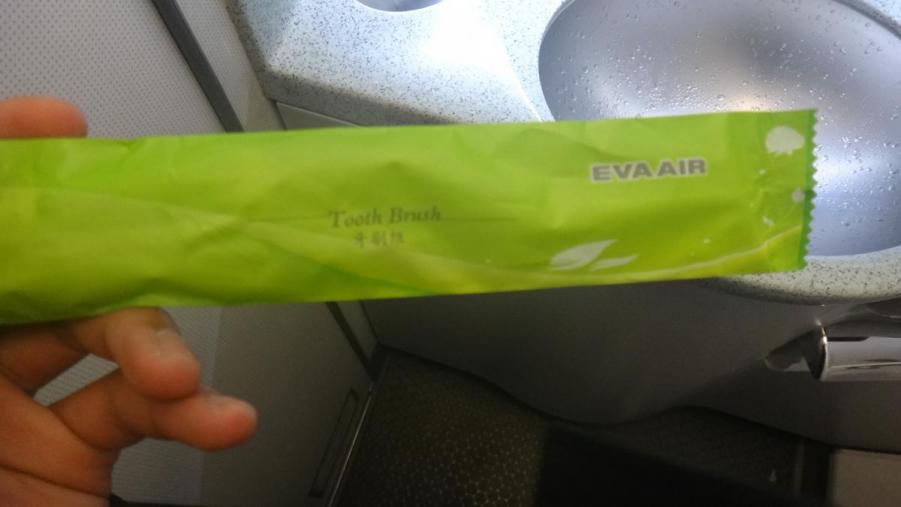 EVA AIR
Tooth Brush
牙刷組